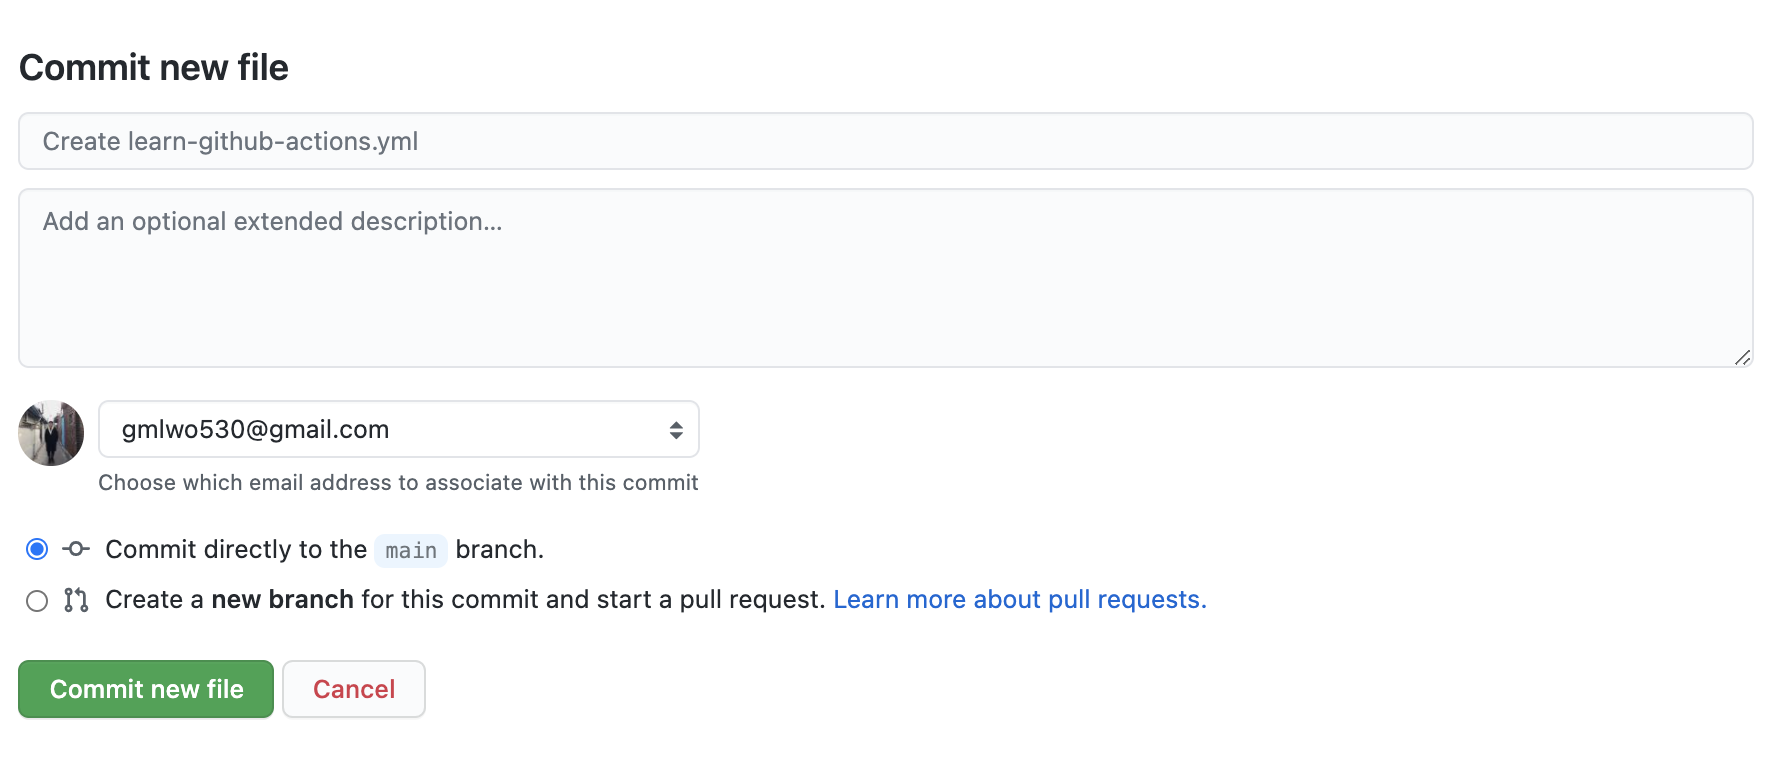 Commit new file
Create learn-github-actions.yml
Add an optional extended description...
gmlwo530@gmail.com
Choose which email address to associate with this commit
Commit directly to the main branch.
Create a new branch for this commit and start a pull request. Learn more about pull requests.
Commit new file Cancel